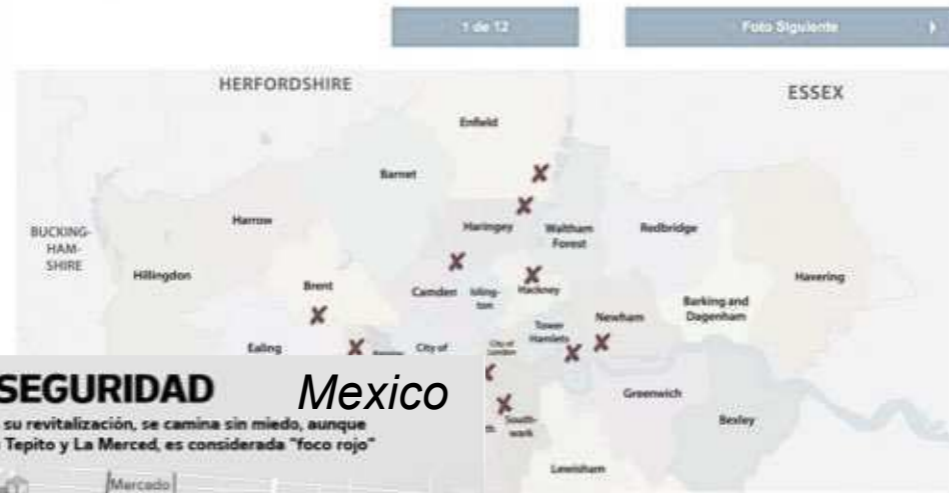 1 de 12
Foto Siguiente
HERFORDSHIRE
ESSEX
Enfield
Barnet
BUCKING-
HAM-
SHIRE
Harrow
Haringey
Waltham
Forest
Redbridge
Hillingdon
Brent
Camden
Isling-
ton
Hackney
Barking and
Dagenham
Havering
Ealing
City of
Tower
Hamlets
Newham
City of
London
Greenwich
South-
wark
Bexley
Lewisham
SEGURIDAD
Mexico
su revitalización, se camina sin miedo, aunque
Tepito y La Merced, es considerada "foco rojo"
Mercado